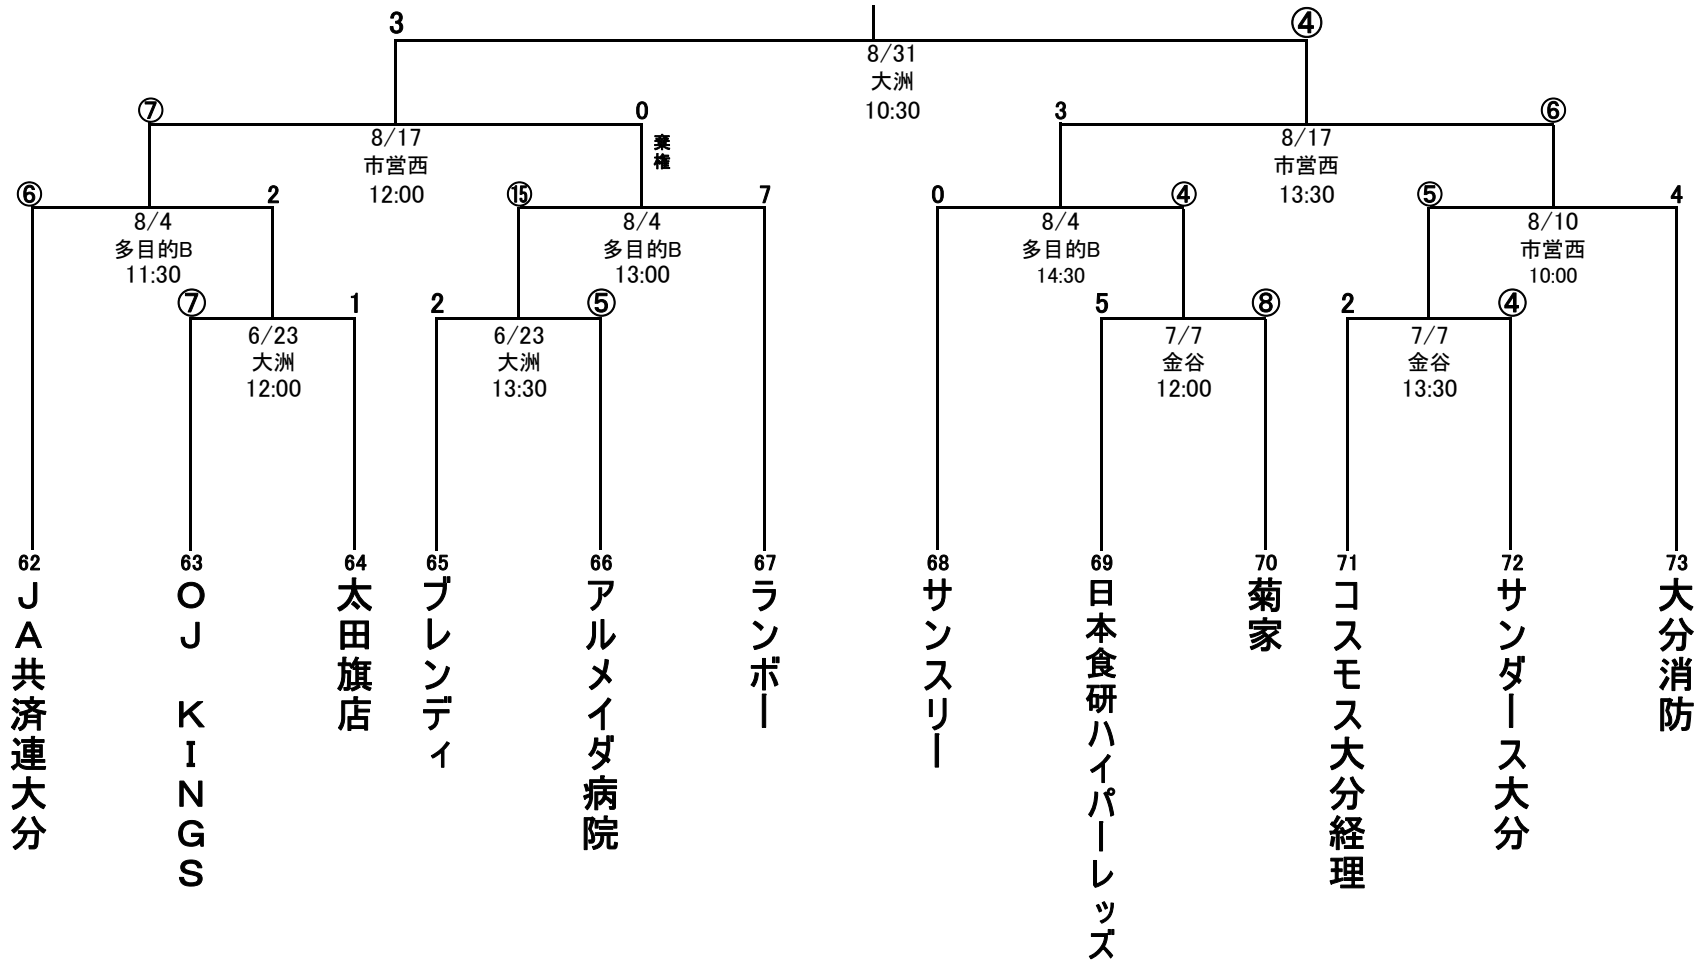 3
④
8/31
大洲
10:30
⑦
0
棄権
8/17
市営西
12:00
3
⑥
8/17
市営西
13:30
⑥
2
8/4
多目的B
11:30
⑮
7
8/4
多目的B
13:00
0
④
8/4
多目的B
14:30
⑤
4
8/10
市営西
10:00
⑦
1
6/23
大洲
12:00
2
⑤
6/23
大洲
13:30
5
⑧
7/7
金谷
12:00
2
④
7/7
金谷
13:30
62
JA共済連大分
63
OJ KINGS
64
太田旗店
65
ブレンディ
66
アルメイダ病院
67
ランボー
68
サンスリー
69
日本食研ハイパーレッズ
70
菊家
71
コスモス大分経理
72
サンダース大分
73
大分消防